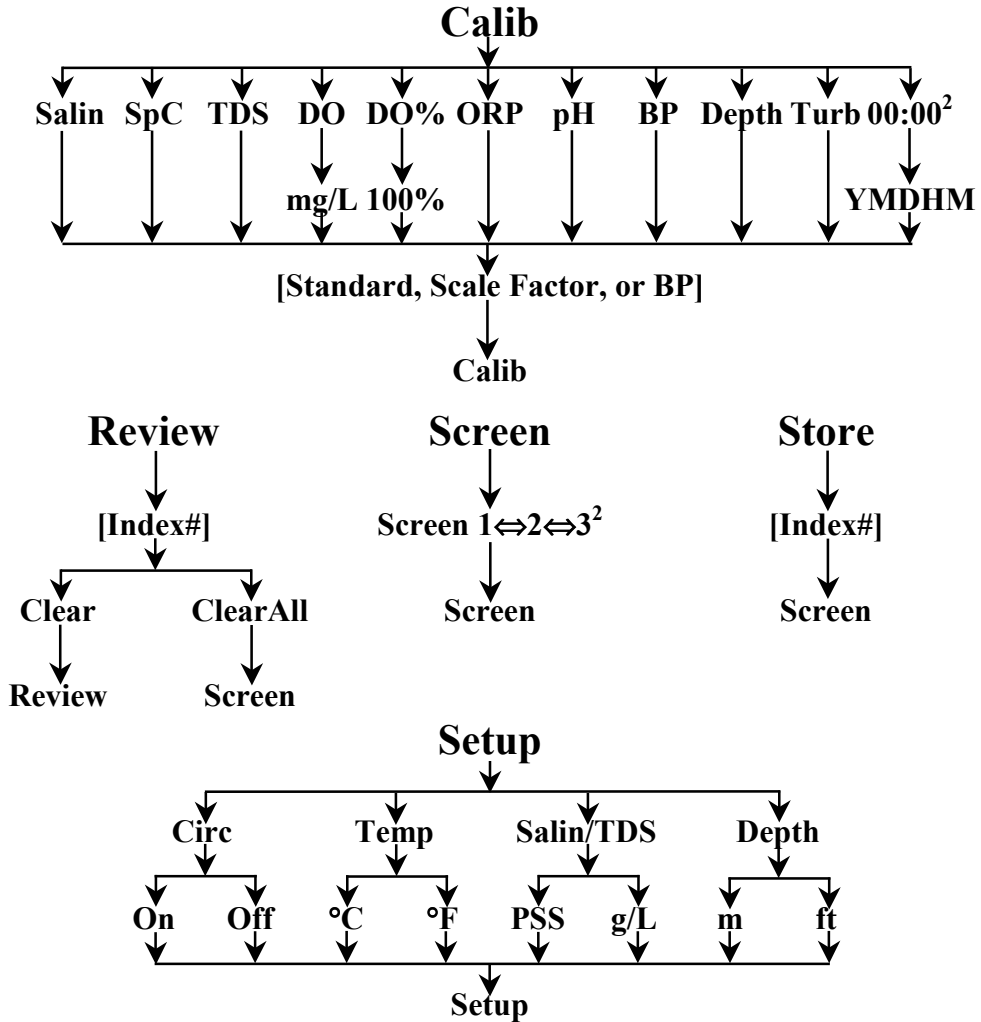 Calib
Salin SpC TDS DO DO% ORP pH BP Depth Turb 00:00²
mg/L 100% YMDHM
[Standard, Scale Factor, or BP]
Calib
Review Screen Store
[Index#] Screen 1⇔2⇔3² [Index#]
Clear ClearAll Screen Screen
Review Screen
Setup
Circ Temp Salin/TDS Depth
On Off °C °F PSS g/L m ft
Setup